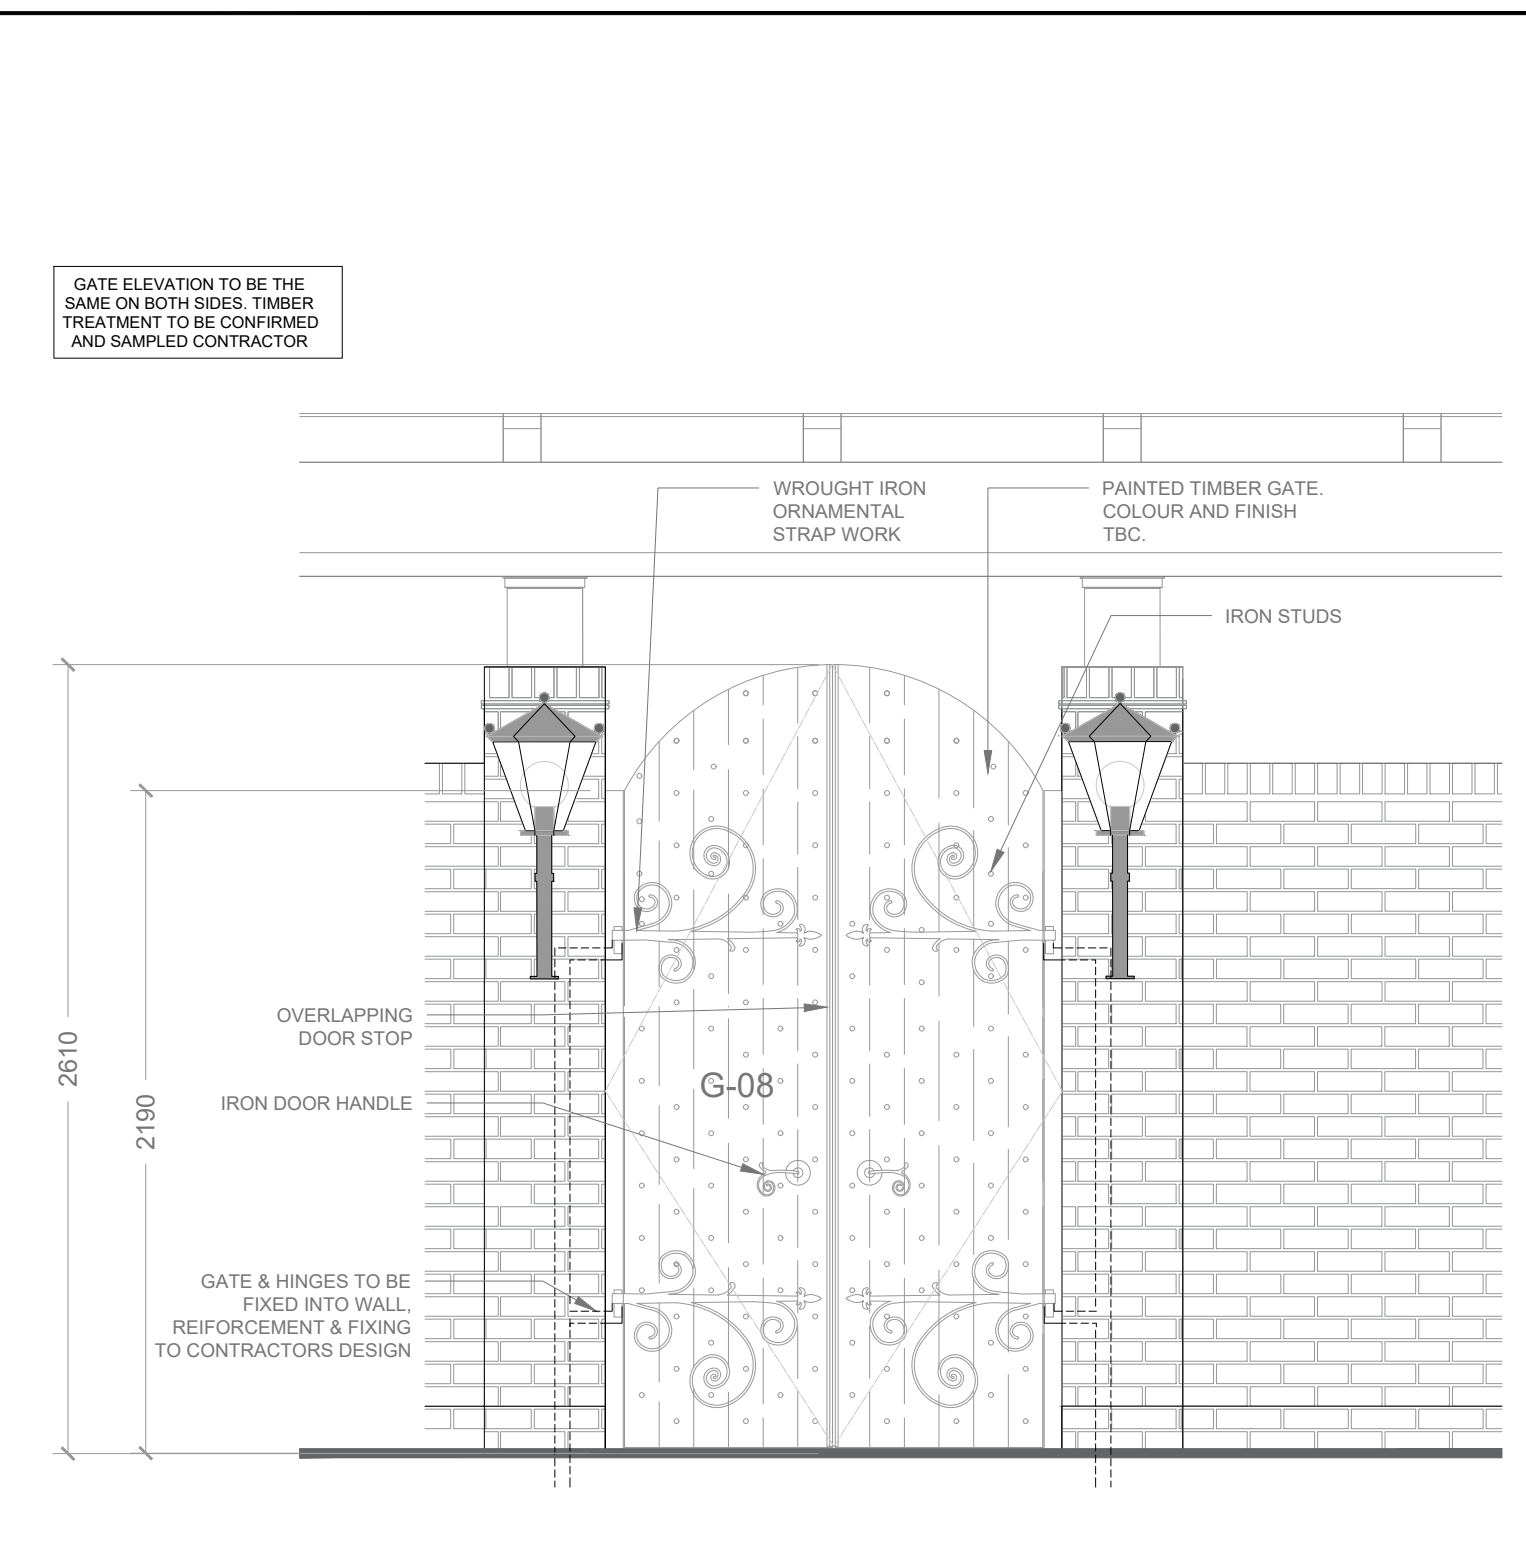 GATE ELEVATION TO BE THE
SAME ON BOTH SIDES. TIMBER
TREATMENT TO BE CONFIRMED
AND SAMPLED CONTRACTOR
WROUGHT IRON
ORNAMENTAL
STRAP WORK
PAINTED TIMBER GATE.
COLOUR AND FINISH
TBC.
IRON STUDS
OVERLAPPING
DOOR STOP
2610
2190
G-08
IRON DOOR HANDLE
GATE & HINGES TO BE
FIXED INTO WALL,
REIFORCEMENT & FIXING
TO CONTRACTORS DESIGN